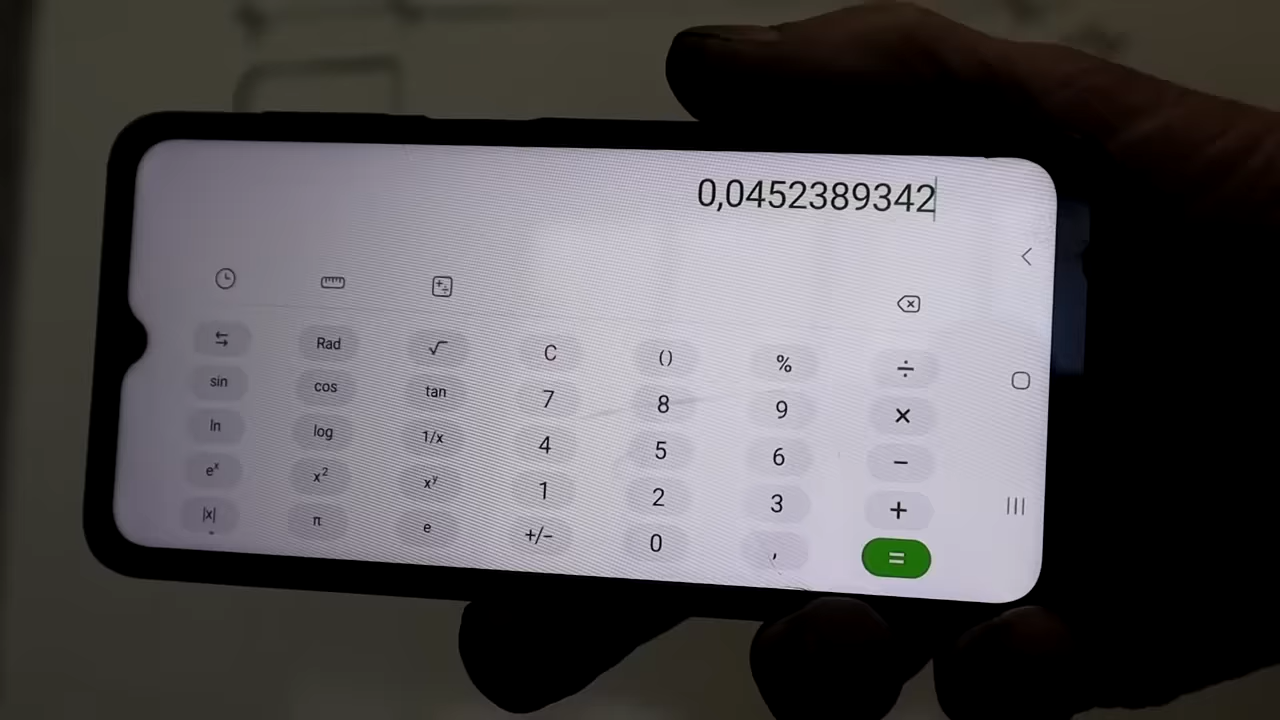 0,0452389342
Rad √ C () % ÷
sin cos tan 7 8 9 ×
ln log 1/x 4 5 6 −
eˣ x² xʸ 1 2 3 +
|x| π e +/− 0 , =